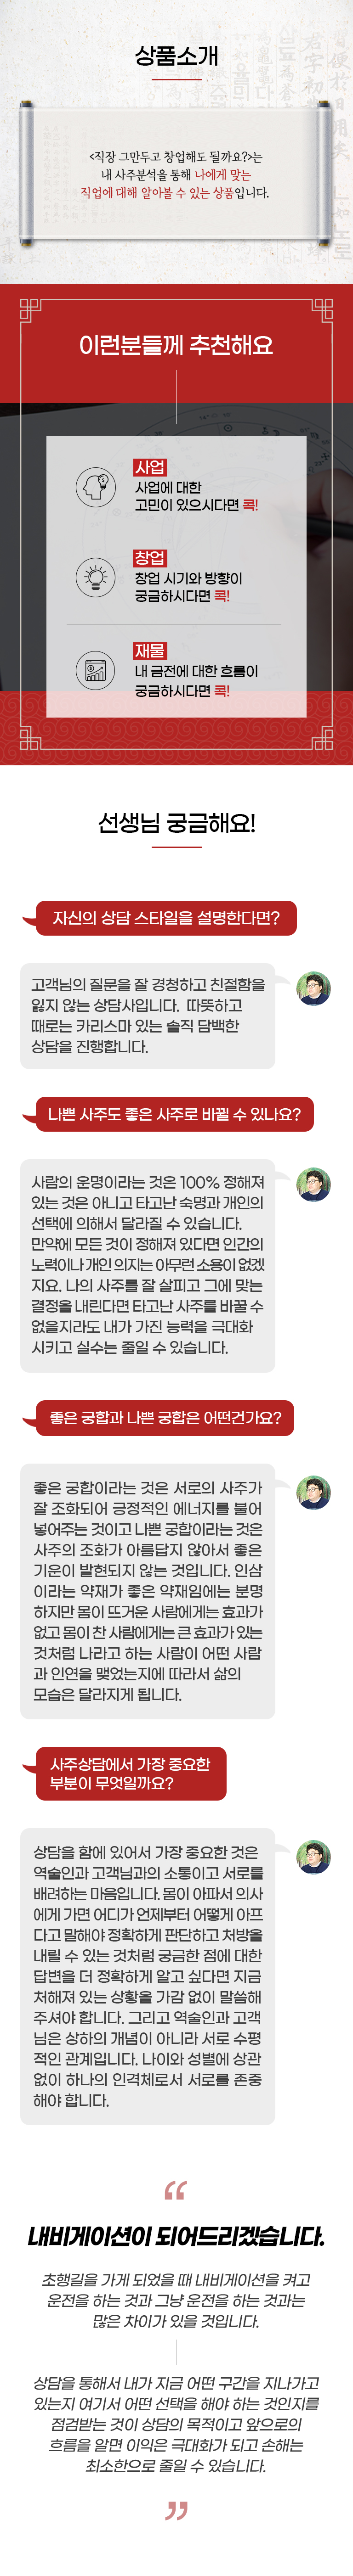 상품소개
<직장 그만두고 창업해도 될까요?>는
내 사주분석을 통해 나에게 맞는
직업에 대해 알아볼 수 있는 상품입니다.
이런분들께 추천해요
사업
사업에 대한
고민이 있으시다면 콕!
창업
창업 시기와 방향이
궁금하시다면 콕!
재물
내 금전에 대한 흐름이
궁금하시다면 콕!
선생님 궁금해요!
자신의 상담 스타일을 설명한다면?
고객님의 질문을 잘 경청하고 친절함을
잃지 않는 상담사입니다. 따뜻하고
때로는 카리스마 있는 솔직 담백한
상담을 진행합니다.
나쁜 사주도 좋은 사주로 바뀔 수 있나요?
사람의 운명이라는 것은 100% 정해져
있는 것은 아니고 타고난 숙명과 개인의
선택에 의해서 달라질 수 있습니다.
만약에 모든 것이 정해져 있다면 인간의
노력이나 개인 의지는 아무런 소용이 없겠
지요. 나의 사주를 잘 살피고 그에 맞는
결정을 내린다면 타고난 사주를 바꿀 수
없을지라도 내가 가진 능력을 극대화
시키고 실수는 줄일 수 있습니다.
좋은 궁합과 나쁜 궁합은 어떤건가요?
좋은 궁합이라는 것은 서로의 사주가
잘 조화되어 긍정적인 에너지를 불어
넣어주는 것이고 나쁜 궁합이라는 것은
사주의 조화가 아름답지 않아서 좋은
기운이 발현되지 않는 것입니다. 인삼
이라는 약재가 좋은 약재임에는 분명
하지만 몸이 뜨거운 사람에게는 효과가
없고 몸이 찬 사람에게는 큰 효과가 있는
것처럼 나라고 하는 사람이 어떤 사람
과 인연을 맺었는지에 따라서 삶의
모습은 달라지게 됩니다.
사주상담에서 가장 중요한
부분이 무엇일까요?
상담을 함에 있어서 가장 중요한 것은
역술인과 고객님과의 소통이고 서로를
배려하는 마음입니다. 몸이 아파서 의사
에게 가면 어디가 언제부터 어떻게 아프
다고 말해야 정확하게 판단하고 처방을
내릴 수 있는 것처럼 궁금한 점에 대한
답변을 더 정확하게 알고 싶다면 지금
처해져 있는 상황을 가감 없이 말씀해
주셔야 합니다. 그리고 역술인과 고객
님은 상하의 개념이 아니라 서로 수평
적인 관계입니다. 나이와 성별에 상관
없이 하나의 인격체로서 서로를 존중
해야 합니다.
“
내비게이션이 되어드리겠습니다.
초행길을 가게 되었을 때 내비게이션을 켜고
운전을 하는 것과 그냥 운전을 하는 것과는
많은 차이가 있을 것입니다.
상담을 통해서 내가 지금 어떤 구간을 지나가고
있는지 여기서 어떤 선택을 해야 하는 것인지를
점검받는 것이 상담의 목적이고 앞으로의
흐름을 알면 이익은 극대화가 되고 손해는
최소한으로 줄일 수 있습니다.
”